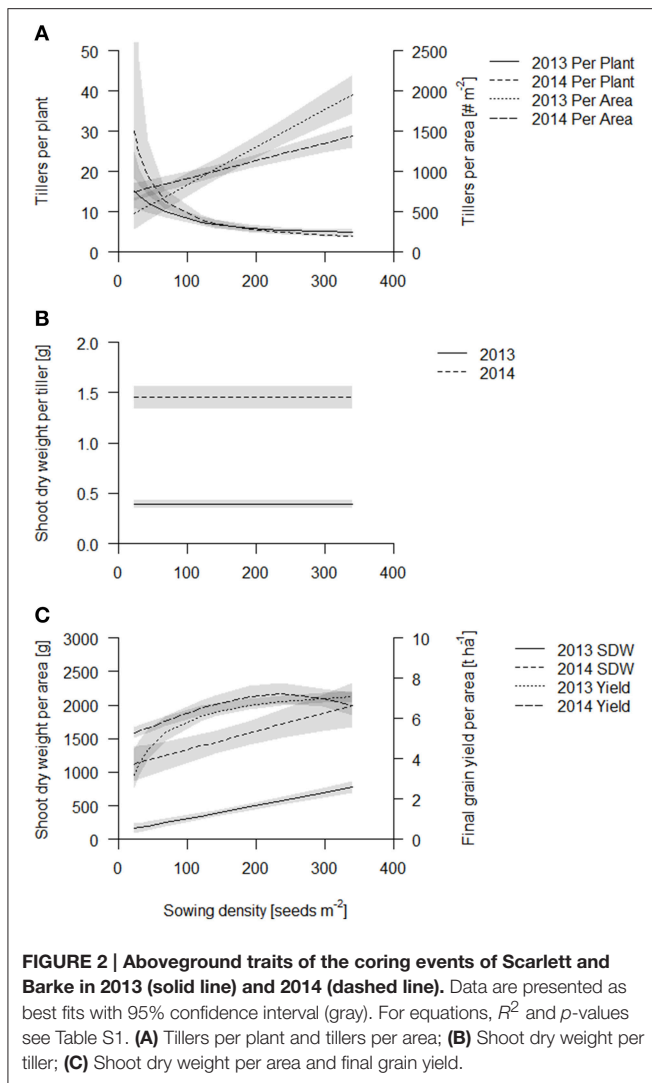 A
Tillers per plant
50
40
30
20
10
0
2500
2000
1500
1000
500
0
Tillers per area [# m⁻²]
2013 Per Plant
2014 Per Plant
2013 Per Area
2014 Per Area
0 100 200 300 400
B
Shoot dry weight per tiller [g]
2.0
1.5
1.0
0.5
0.0
2013
2014
0 100 200 300 400
C
Shoot dry weight per area [g]
3000
2500
2000
1500
1000
500
0
10
8
6
4
2
0
Final grain yield per area [t ha⁻¹]
2013 SDW
2014 SDW
2013 Yield
2014 Yield
0 100 200 300 400
Sowing density [seeds m⁻²]
FIGURE 2 | Aboveground traits of the coring events of Scarlett and
Barke in 2013 (solid line) and 2014 (dashed line). Data are presented as
best fits with 95% confidence interval (gray). For equations, R² and p-values
see Table S1. (A) Tillers per plant and tillers per area; (B) Shoot dry weight per
tiller; (C) Shoot dry weight per area and final grain yield.